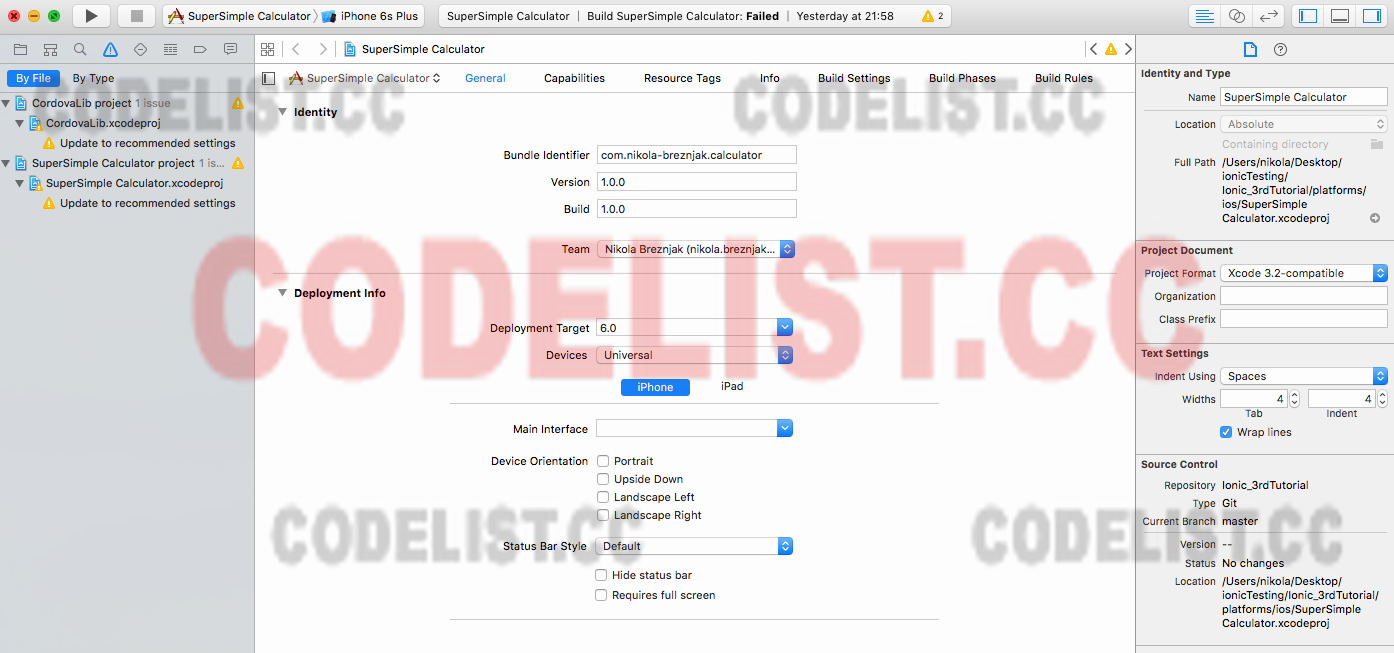 SuperSimple Calculator iPhone 6s Plus
SuperSimple Calculator | Build SuperSimple Calculator: Failed | Yesterday at 21:58 2
SuperSimple Calculator
By File By Type
SuperSimple Calculator General Capabilities Resource Tags Info Build Settings Build Phases Build Rules
CordovaLib project 1 issue
CordovaLib.xcodeproj
Update to recommended settings
SuperSimple Calculator project 1 is...
SuperSimple Calculator.xcodeproj
Update to recommended settings
Identity
Bundle Identifier com.nikola-breznjak.calculator
Version 1.0.0
Build 1.0.0
Team Nikola Breznjak (nikola.breznjak...
Deployment Info
Deployment Target 6.0
Devices Universal
iPhone iPad
Main Interface
Device Orientation Portrait
Upside Down
Landscape Left
Landscape Right
Status Bar Style Default
Hide status bar
Requires full screen
Identity and Type
Name SuperSimple Calculator
Location Absolute
Containing directory
Full Path /Users/nikola/Desktop/
ionicTesting/
Ionic_3rdTutorial/platforms/
ios/SuperSimple
Calculator.xcodeproj
Project Document
Project Format Xcode 3.2-compatible
Organization
Class Prefix
Text Settings
Indent Using Spaces
Widths 4 4
Tab Indent
Wrap lines
Source Control
Repository Ionic_3rdTutorial
Type Git
Current Branch master
Version --
Status No changes
Location /Users/nikola/Desktop/
ionicTesting/Ionic_3rdTutorial/
platforms/ios/SuperSimple
Calculator.xcodeproj
CODELIST.CC
CODELIST.CC
CODELIST.CC
CODELIST.CC
CODELIST.CC